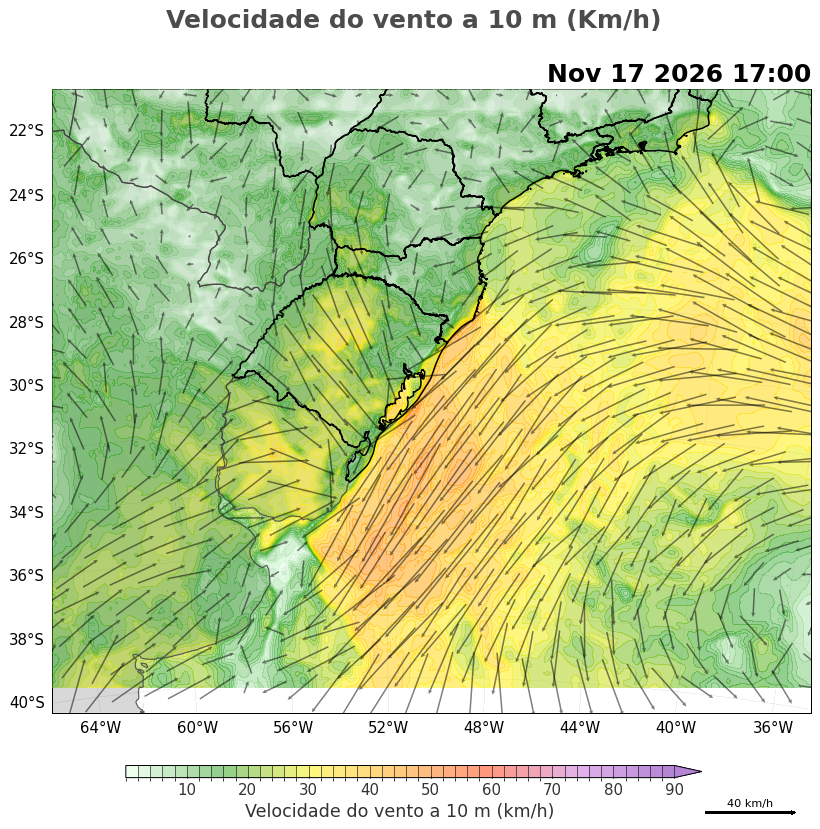 Velocidade do vento a 10 m (Km/h)
Nov 17 2026 17:00
22°S
24°S
26°S
28°S
30°S
32°S
34°S
36°S
38°S
40°S
64°W 60°W 56°W 52°W 48°W 44°W 40°W 36°W
10 20 30 40 50 60 70 80 90
Velocidade do vento a 10 m (km/h)
40 km/h